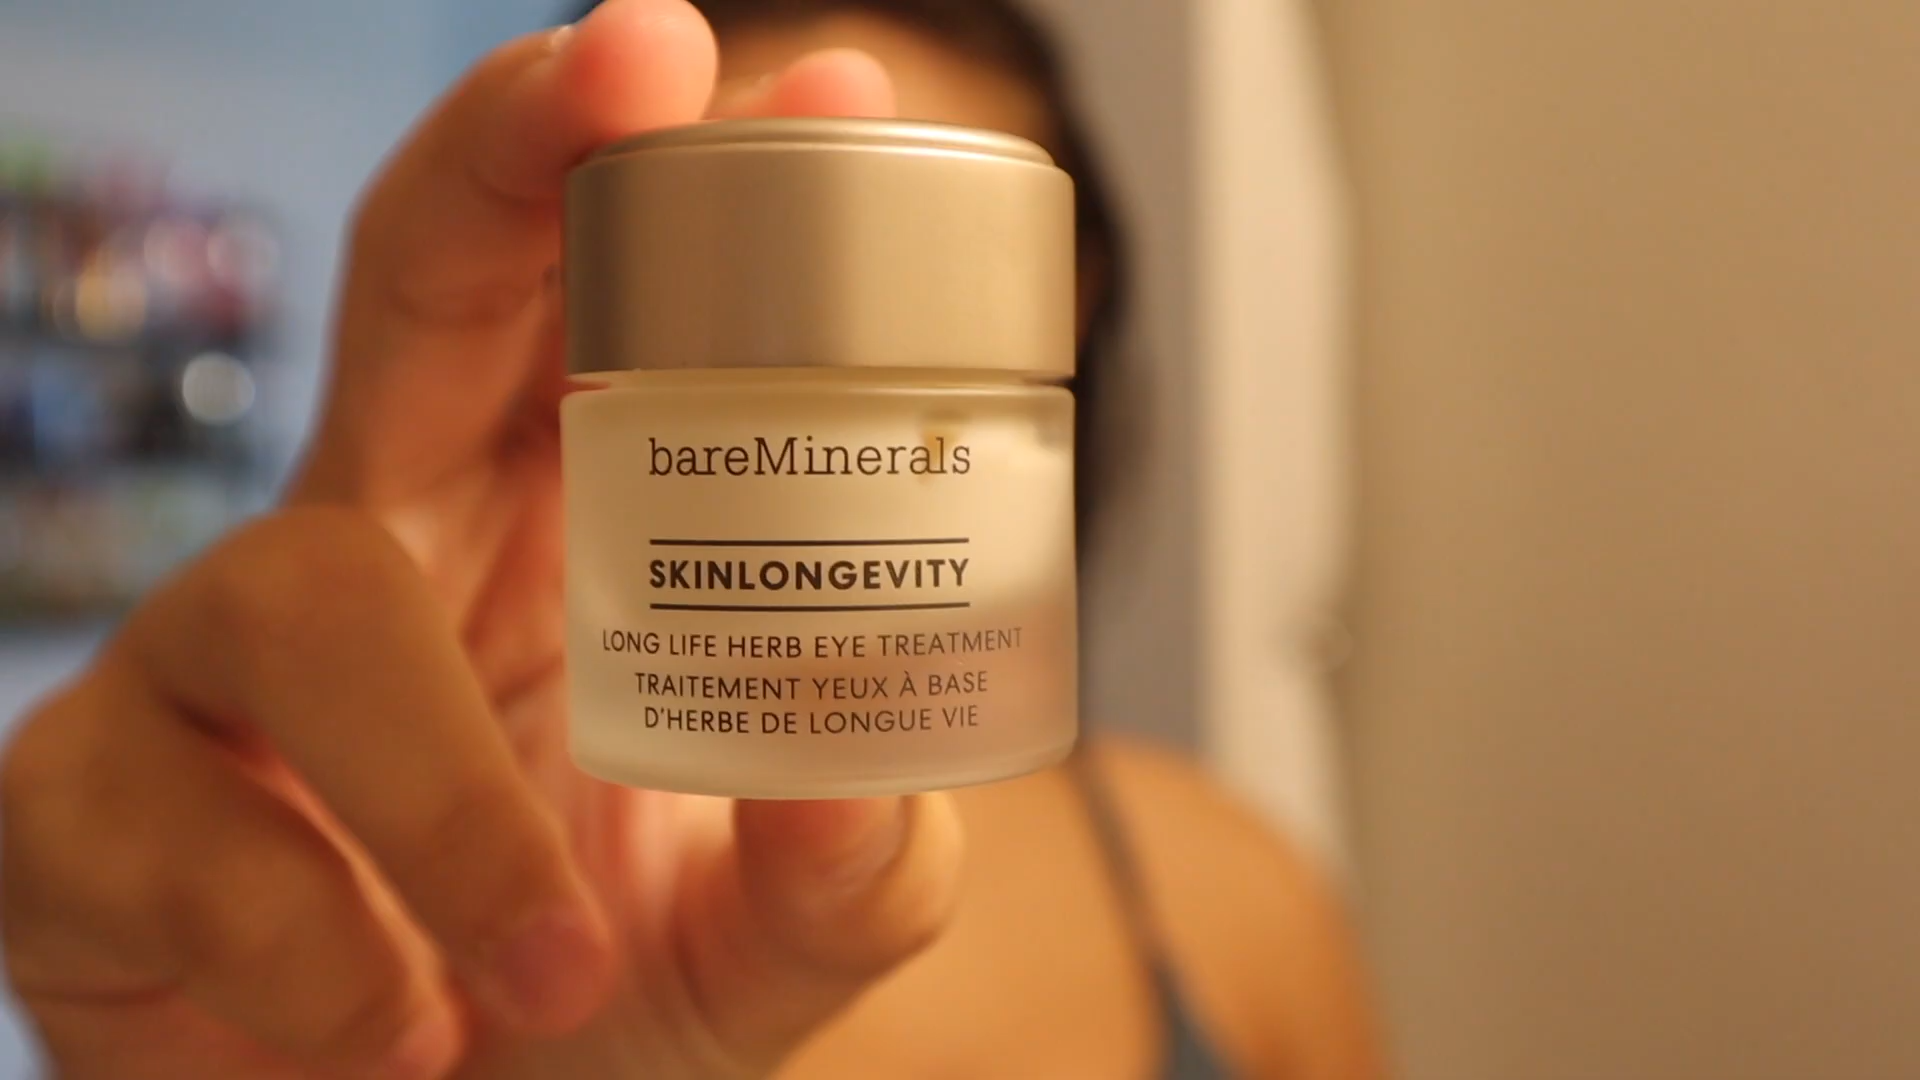 bareMinerals
SKINLONGEVITY
LONG LIFE HERB EYE TREATMENT
TRAITEMENT YEUX À BASE
D'HERBE DE LONGUE VIE